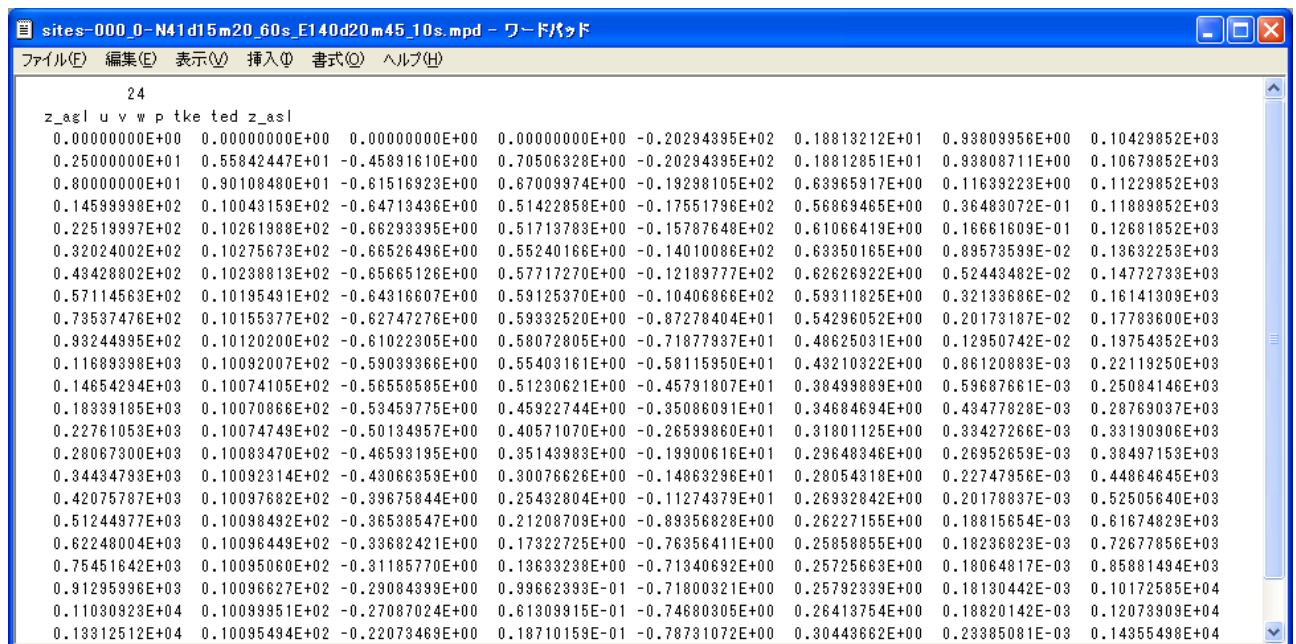 sites-000_0-N41d15m20_60s_E140d20m45_10s.mpd - ワードパッド
ファイル(F) 編集(E) 表示(V) 挿入(I) 書式(O) ヘルプ(H)
24
z_agl u v w p tke ted z_asl
0.00000000E+00 0.00000000E+00 0.00000000E+00 0.00000000E+00 -0.20294395E+02 0.18813212E+01 0.93809956E+00 0.10429852E+03
0.25000000E+01 0.55842447E+01 -0.45891610E+00 0.70506328E+00 -0.20294395E+02 0.18812851E+01 0.93808711E+00 0.10679852E+03
0.80000000E+01 0.90108480E+01 -0.61516923E+00 0.67009974E+00 -0.19298105E+02 0.63965917E+00 0.11639223E+00 0.11229852E+03
0.14599998E+02 0.10043159E+02 -0.64713436E+00 0.51422858E+00 -0.17551796E+02 0.56869465E+00 0.36483072E-01 0.11889852E+03
0.22519997E+02 0.10261988E+02 -0.66293395E+00 0.51713783E+00 -0.15787648E+02 0.61066419E+00 0.16661609E-01 0.12681852E+03
0.32024002E+02 0.10275673E+02 -0.66526496E+00 0.55240166E+00 -0.14010086E+02 0.63350165E+00 0.89573599E-02 0.13632253E+03
0.43428802E+02 0.10238813E+02 -0.65665126E+00 0.57717270E+00 -0.12189777E+02 0.62626922E+00 0.52443482E-02 0.14772733E+03
0.57114563E+02 0.10195491E+02 -0.64316607E+00 0.59125370E+00 -0.10406866E+02 0.59311825E+00 0.32133686E-02 0.16141309E+03
0.73537476E+02 0.10155377E+02 -0.62747276E+00 0.59332520E+00 -0.87278404E+01 0.54296052E+00 0.20173187E-02 0.17783600E+03
0.93244995E+02 0.10120200E+02 -0.61022305E+00 0.58072805E+00 -0.71877937E+01 0.48625031E+00 0.12950742E-02 0.19754352E+03
0.11689398E+03 0.10092007E+02 -0.59039366E+00 0.55403161E+00 -0.58115950E+01 0.43210322E+00 0.86120883E-03 0.22119250E+03
0.14654294E+03 0.10074105E+02 -0.56558585E+00 0.51230621E+00 -0.45791807E+01 0.38499889E+00 0.59687661E-03 0.25084146E+03
0.18339185E+03 0.10070866E+02 -0.53459775E+00 0.45922744E+00 -0.35086091E+01 0.34684694E+00 0.43477828E-03 0.28769037E+03
0.22761053E+03 0.10074749E+02 -0.50134957E+00 0.40571070E+00 -0.26599860E+01 0.31801125E+00 0.33427266E-03 0.33190906E+03
0.28067300E+03 0.10083470E+02 -0.46593195E+00 0.35143983E+00 -0.19900616E+01 0.29648346E+00 0.26952659E-03 0.38497153E+03
0.34434793E+03 0.10092314E+02 -0.43066359E+00 0.30076626E+00 -0.14863296E+01 0.28054318E+00 0.22747956E-03 0.44864645E+03
0.42075787E+03 0.10097682E+02 -0.39675844E+00 0.25432804E+00 -0.11274379E+01 0.26932842E+00 0.20178837E-03 0.52505640E+03
0.51244977E+03 0.10098492E+02 -0.36538547E+00 0.21208709E+00 -0.89356828E+00 0.26227155E+00 0.18815654E-03 0.61674829E+03
0.62248004E+03 0.10096449E+02 -0.33682421E+00 0.17322725E+00 -0.76356411E+00 0.25858855E+00 0.18236823E-03 0.72677856E+03
0.75451642E+03 0.10095060E+02 -0.31185770E+00 0.13633238E+00 -0.71340692E+00 0.25725663E+00 0.18064817E-03 0.85881494E+03
0.91295996E+03 0.10096627E+02 -0.29084399E+00 0.99662393E-01 -0.71800321E+00 0.25792339E+00 0.18130442E-03 0.10172585E+04
0.11030923E+04 0.10099951E+02 -0.27087024E+00 0.61309915E-01 -0.74680305E+00 0.26413754E+00 0.18820142E-03 0.12073909E+04
0.13312512E+04 0.10095494E+02 -0.22073469E+00 0.18710159E-01 -0.78731072E+00 0.30443662E+00 0.23385081E-03 0.14355498E+04